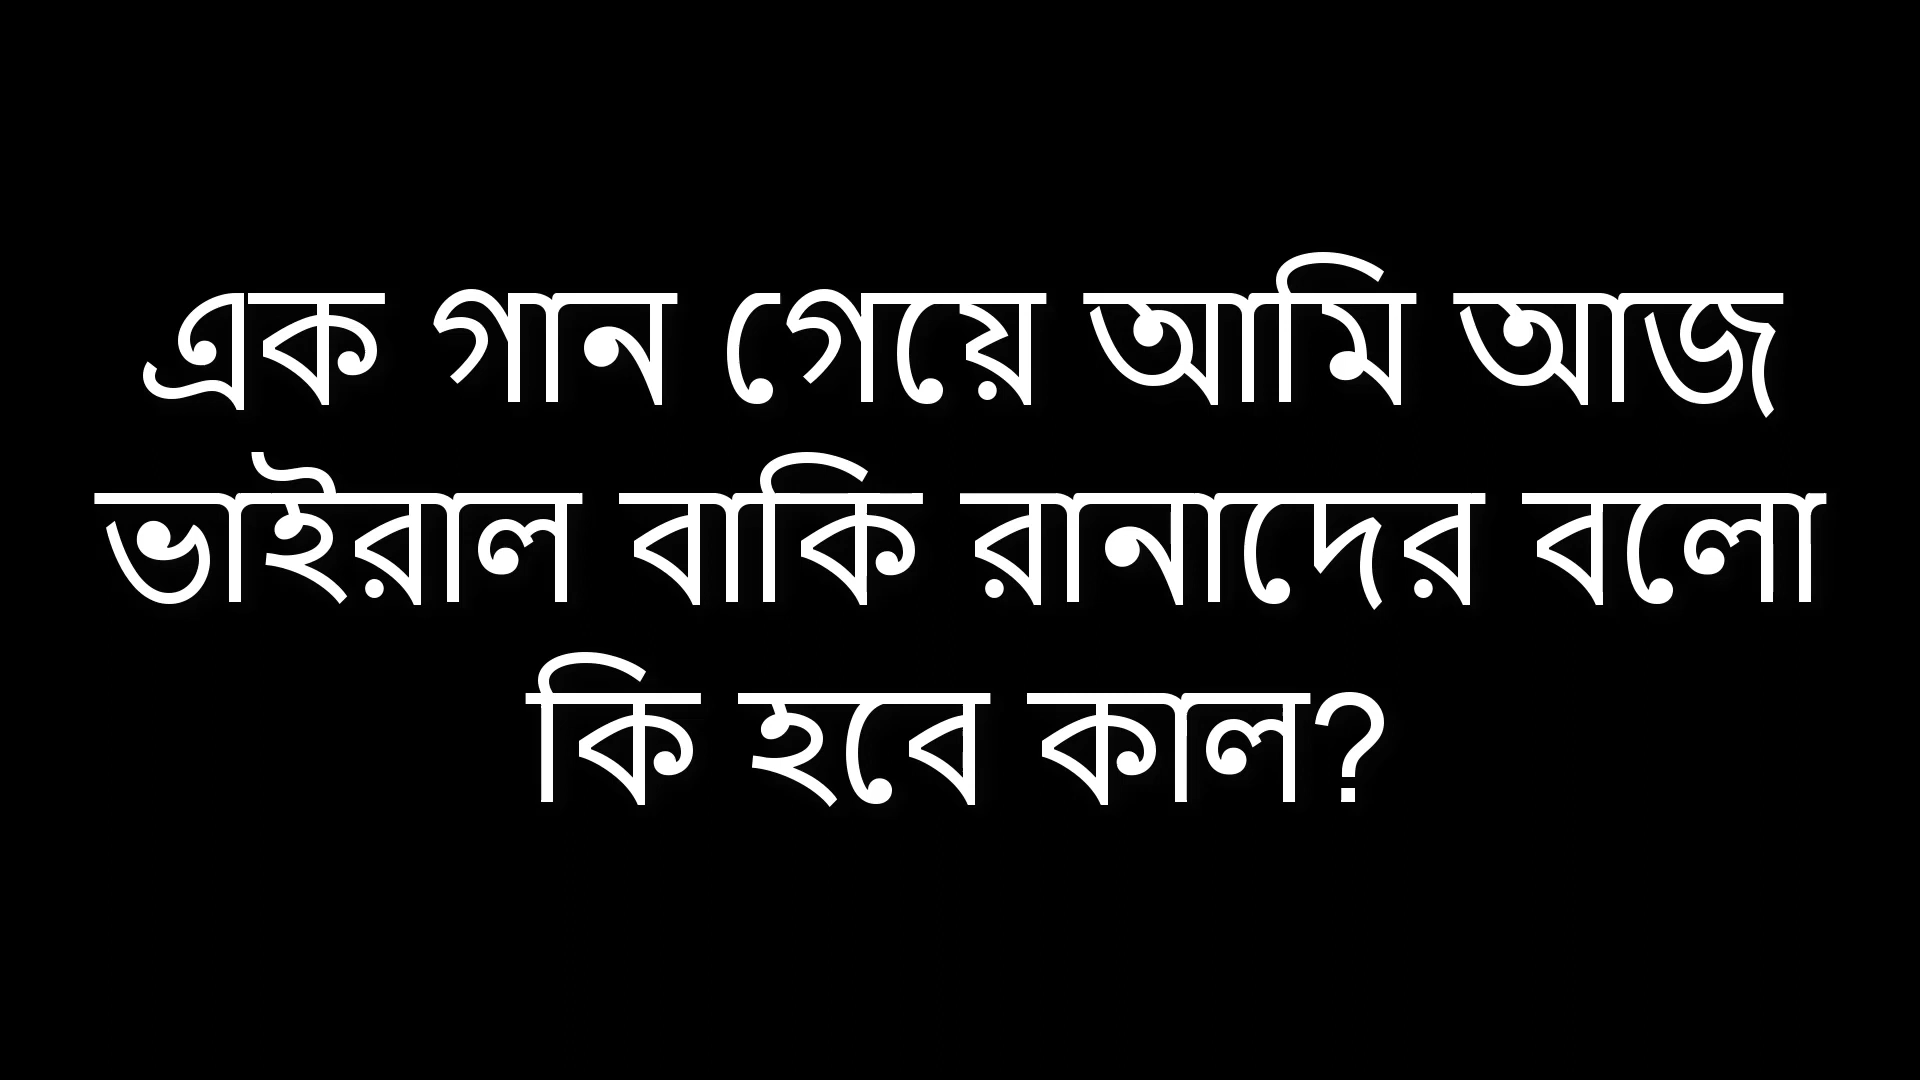 এক গান গেয়ে আমি আজ
ভাইরাল বাকি রানাদের বলো
কি হবে কাল?